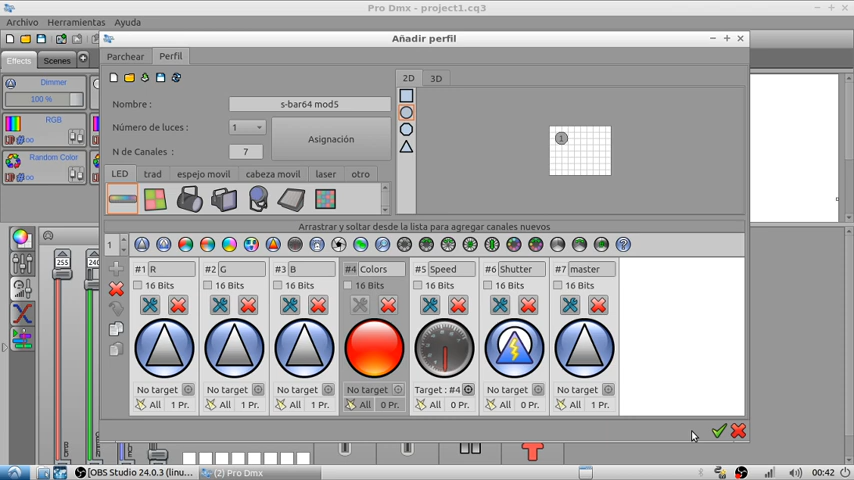 Pro Dmx - project1.cq3
Archivo Herramientas Ayuda
Añadir perfil
Parchear Perfil
Effects Scenes
Dimmer
100 %
RGB
Random Color
Nombre : s-bar64 mod5
Número de luces : 1
Asignación
N de Canales : 7
2D 3D
1
LED trad espejo movil cabeza movil laser otro
Arrastrar y soltar desde la lista para agregar canales nuevos
1
#1 R #2 G #3 B #4 Colors #5 Speed #6 Shutter #7 master
16 Bits 16 Bits 16 Bits 16 Bits 16 Bits 16 Bits 16 Bits
255 255
No target No target No target No target Target : #4 No target No target
All 1 Pr. All 1 Pr. All 1 Pr. All 0 Pr. All 0 Pr. All 0 Pr. All 1 Pr.
[OBS Studio 24.0.3 (linu... (2) Pro Dmx 00:42